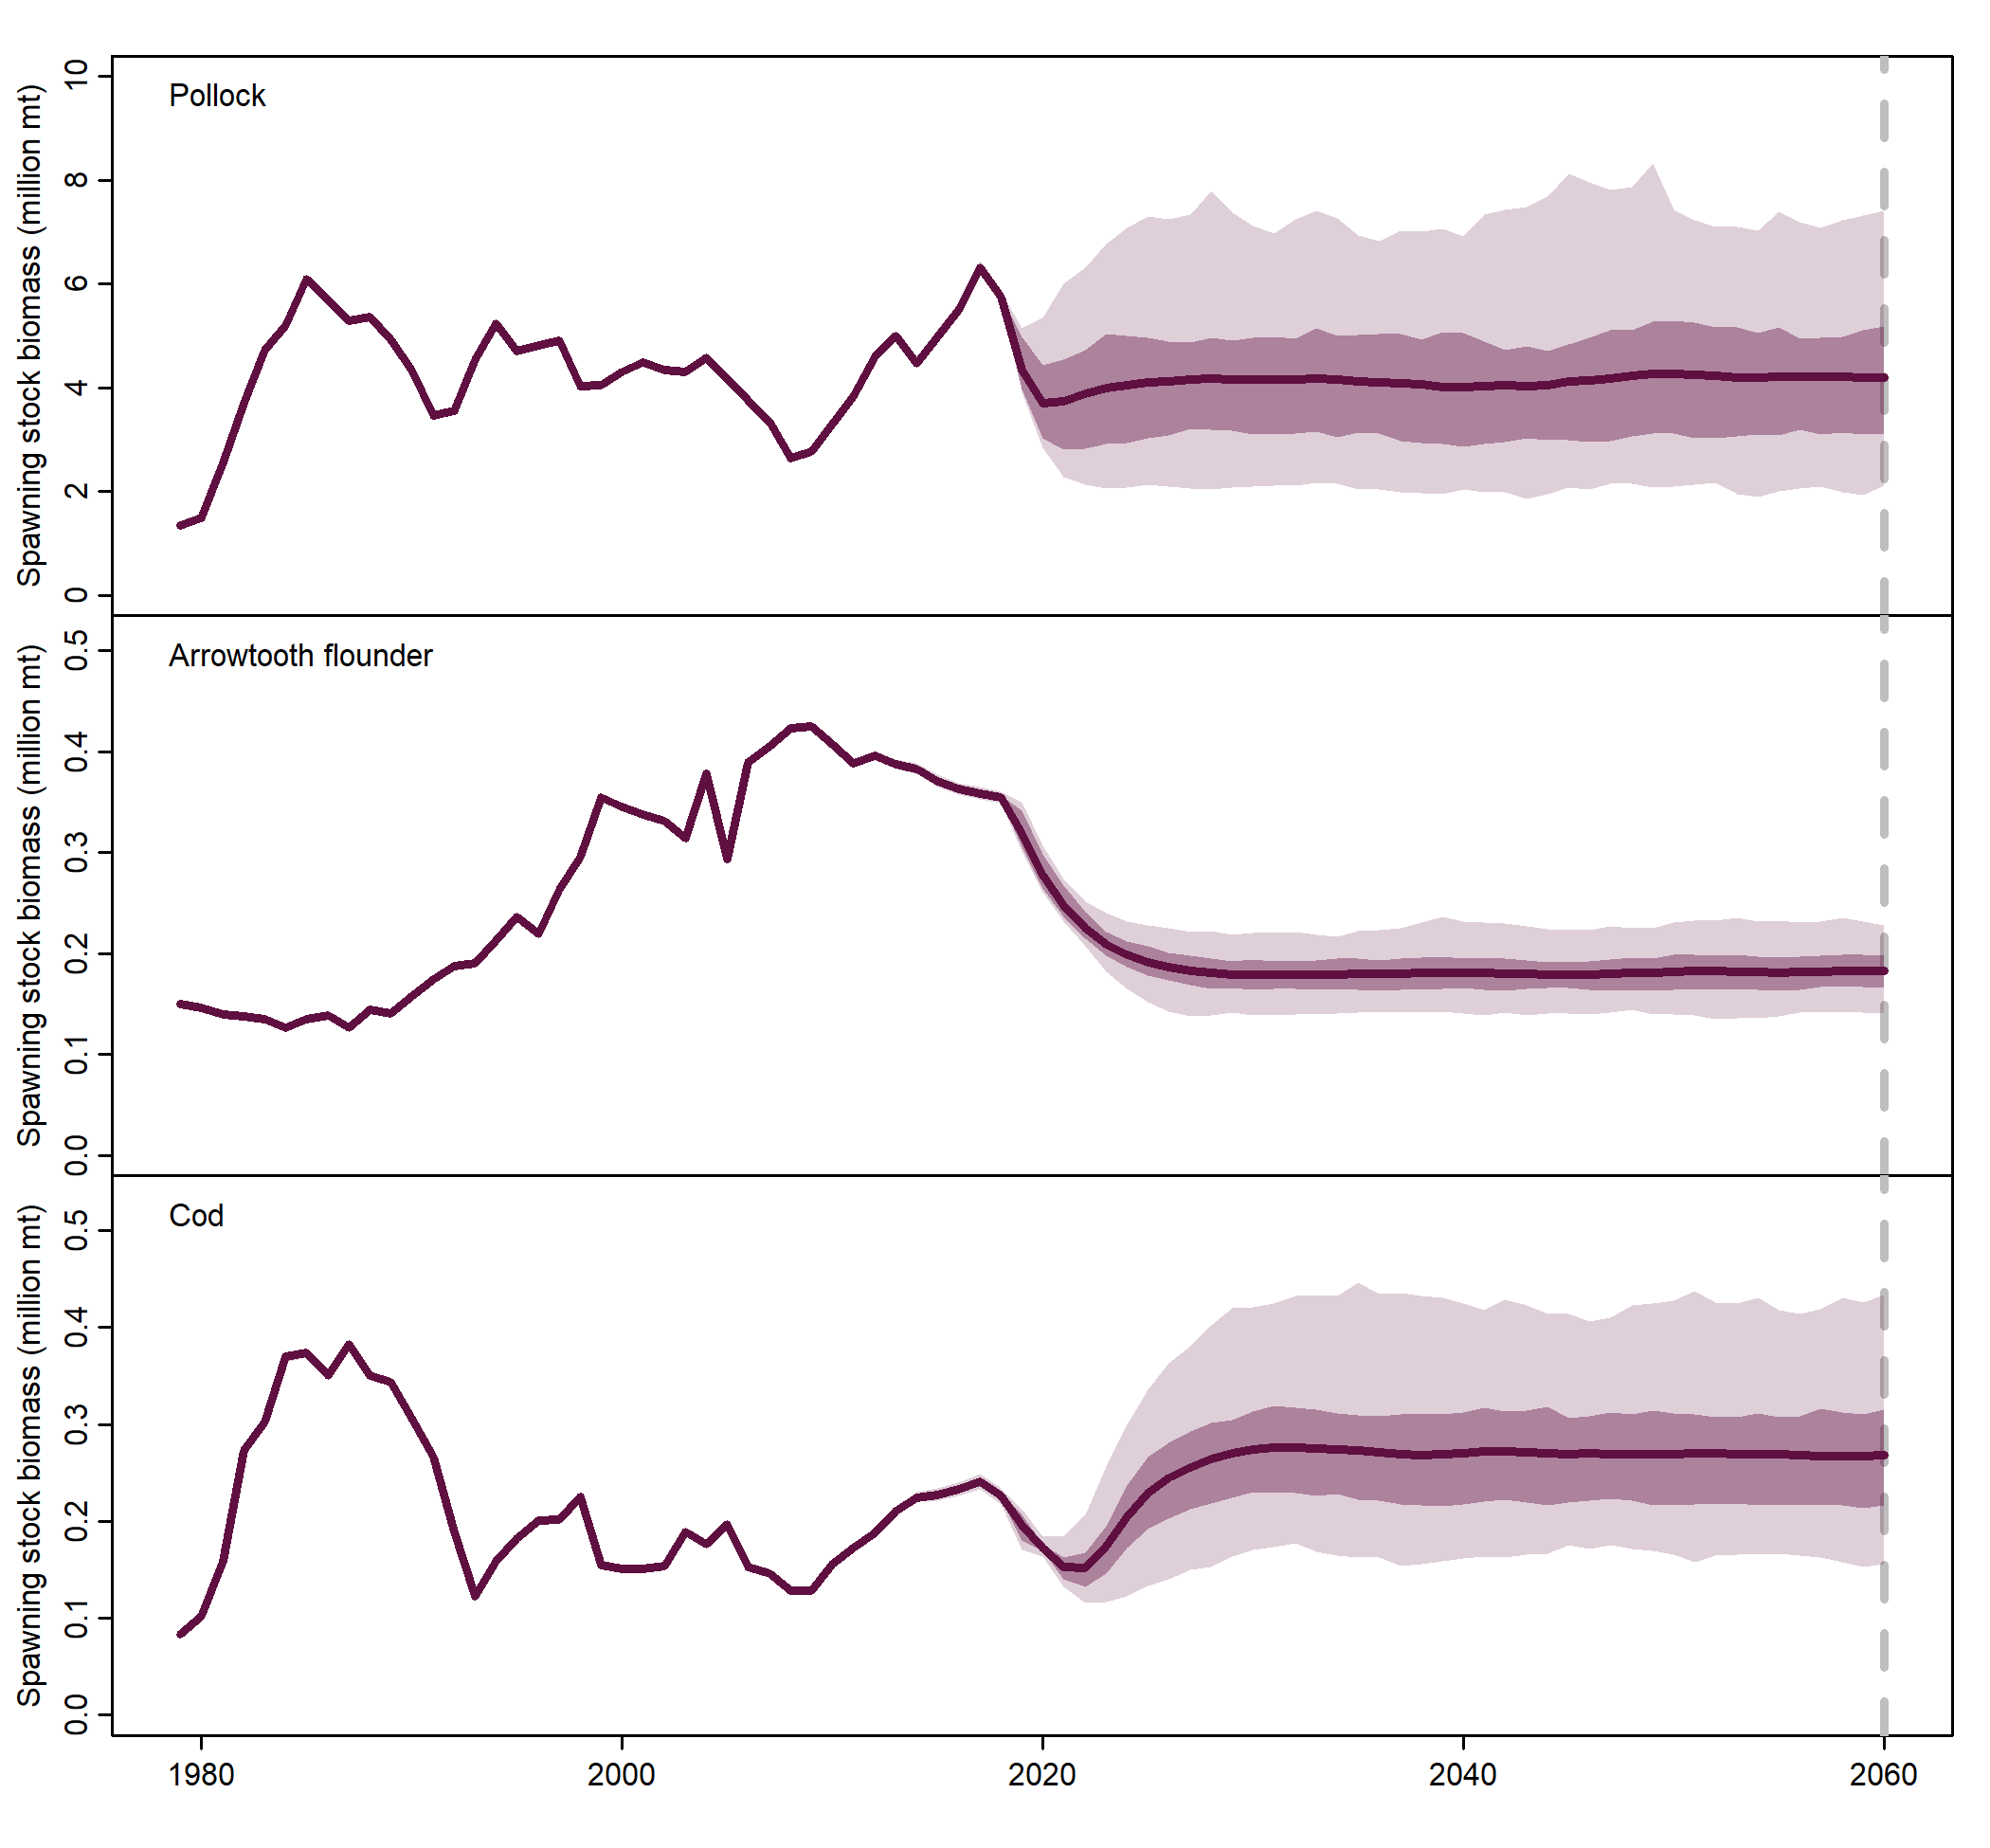 Pollock
Spawning stock biomass (million mt)
10
8
6
4
2
0
Arrowtooth flounder
Spawning stock biomass (million mt)
0.5
0.4
0.3
0.2
0.1
0.0
Cod
Spawning stock biomass (million mt)
0.5
0.4
0.3
0.2
0.1
0.0
1980 2000 2020 2040 2060